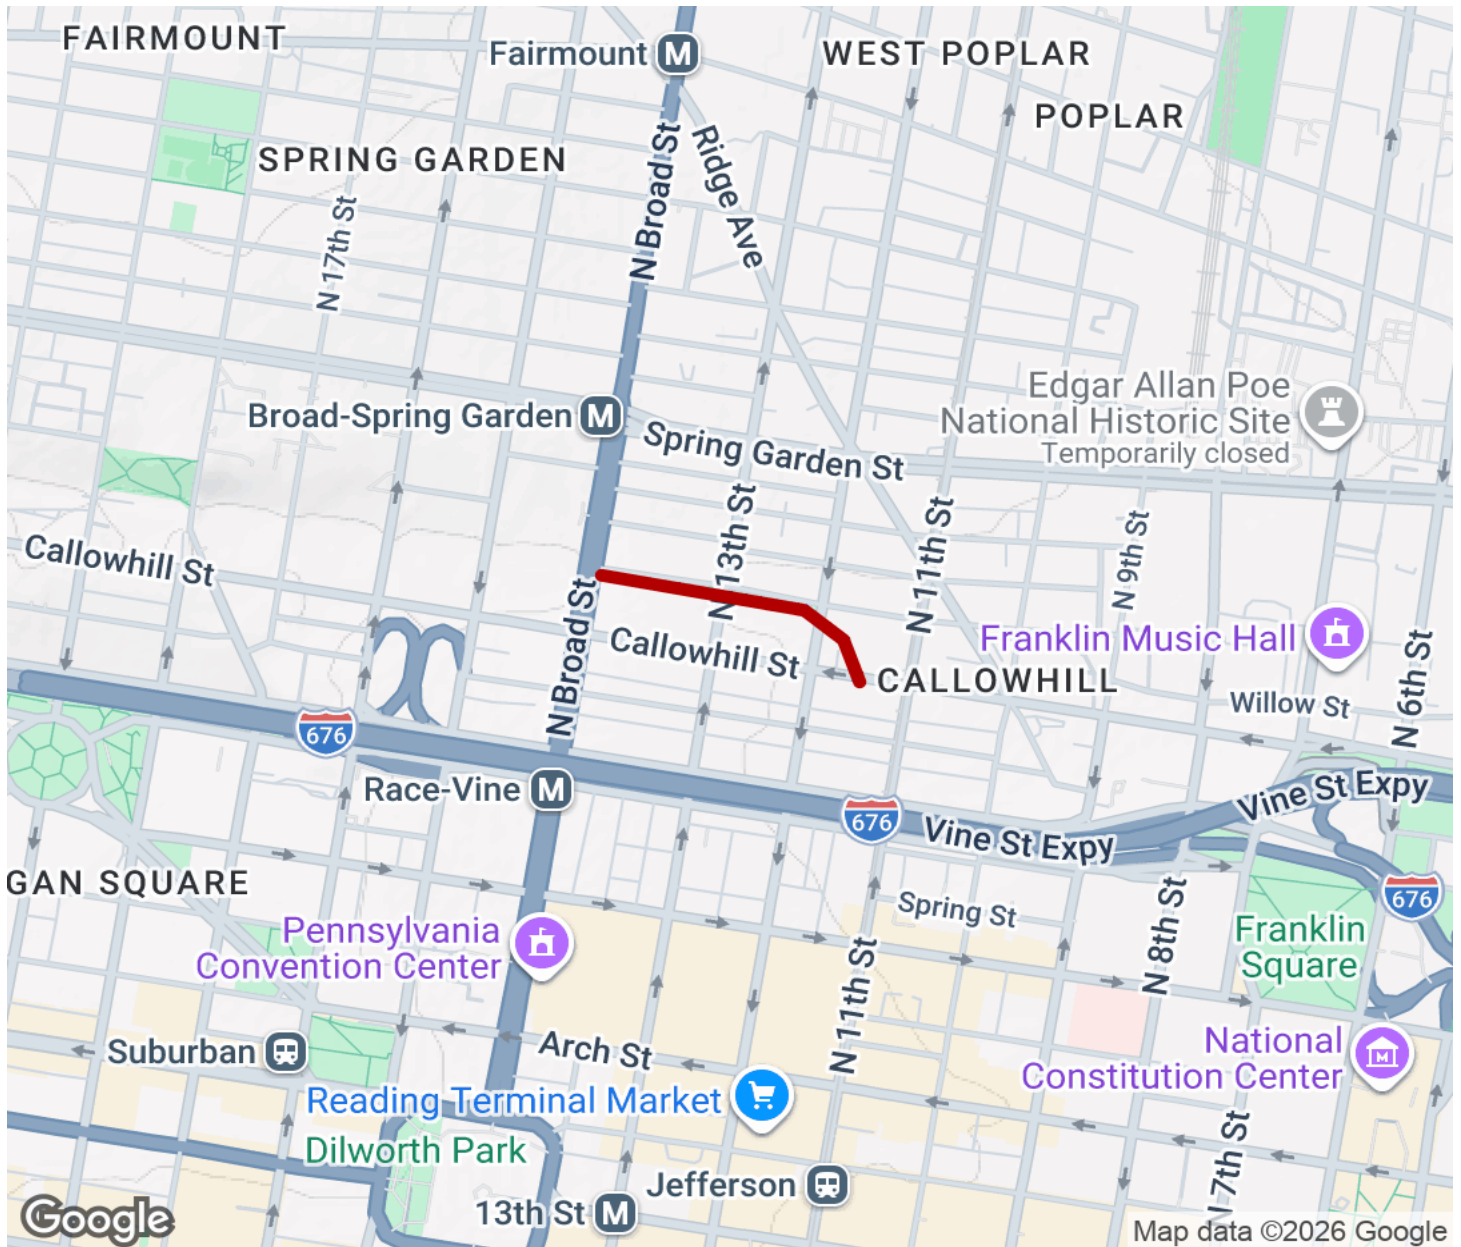 FAIRMOUNT
Fairmount
M
WEST POPLAR
POPLAR
SPRING GARDEN
N Broad St
Ridge Ave
N 17th St
Edgar Allan Poe
National Historic Site
Temporarily closed
Broad-Spring Garden
M
Spring Garden St
N 13th St
N 11th St
N 9th St
Callowhill St
N Broad St
Callowhill St
Franklin Music Hall
CALLOWHILL
Willow St
N 6th St
676
Race-Vine
M
676
Vine St Expy
Vine St Expy
GAN SQUARE
676
Spring St
N 8th St
Franklin
Square
Pennsylvania
Convention Center
N 11th St
Suburban
Arch St
National
Constitution Center
M
Reading Terminal Market
Dilworth Park
N 7th St
Jefferson
13th St
M
Google
Map data ©2026 Google